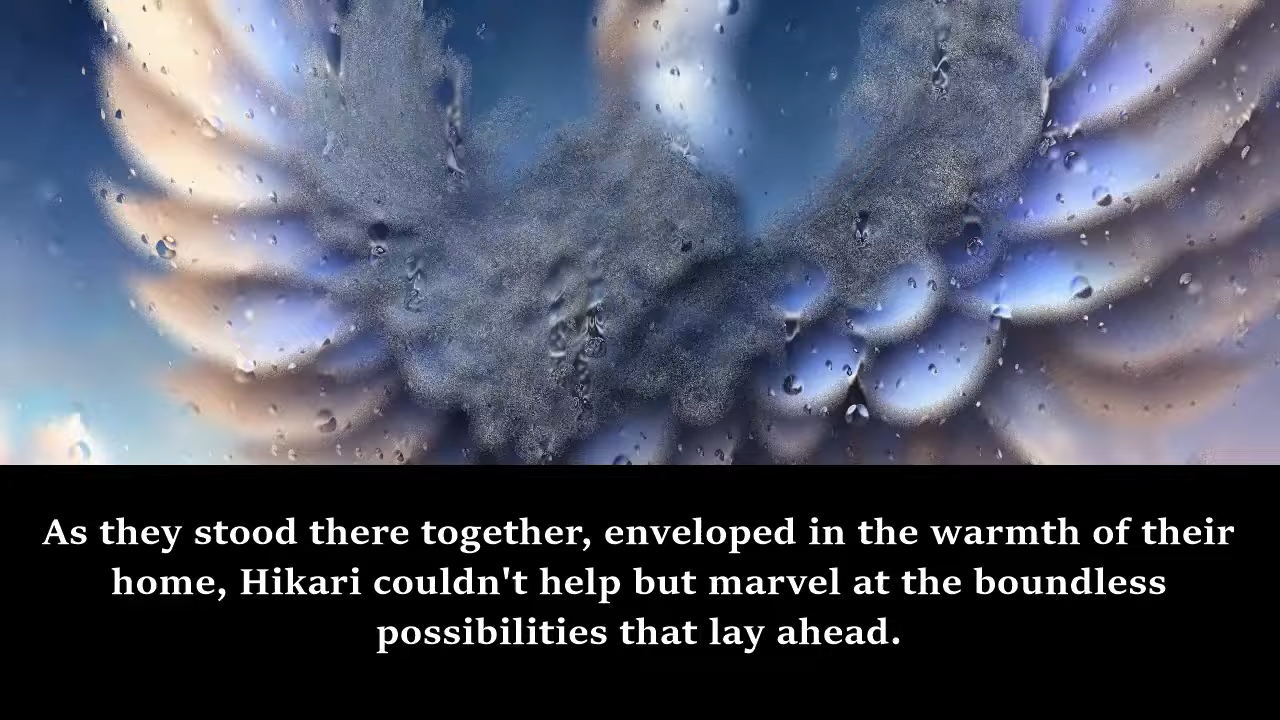 As they stood there together, enveloped in the warmth of their
home, Hikari couldn't help but marvel at the boundless
possibilities that lay ahead.